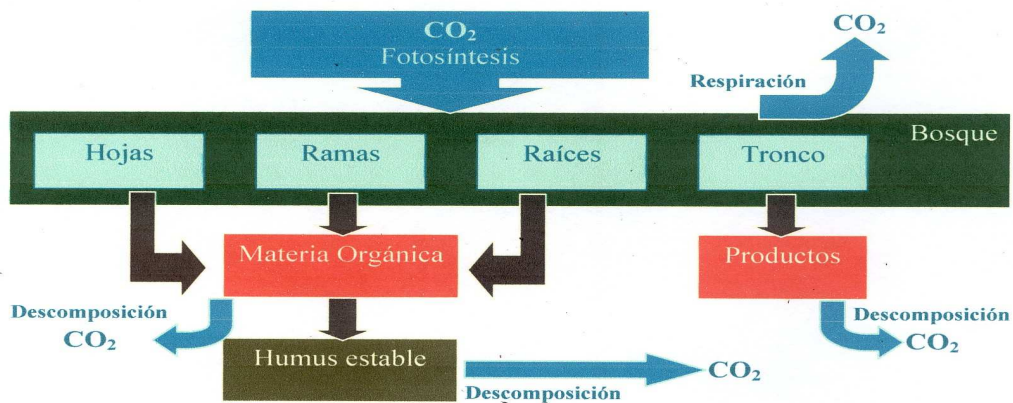 CO₂
Fotosíntesis
CO₂
Respiración
Bosque
Hojas
Ramas
Raíces
Tronco
Materia Orgánica
Productos
Descomposición
CO₂
Descomposición
CO₂
Humus estable
CO₂
Descomposición